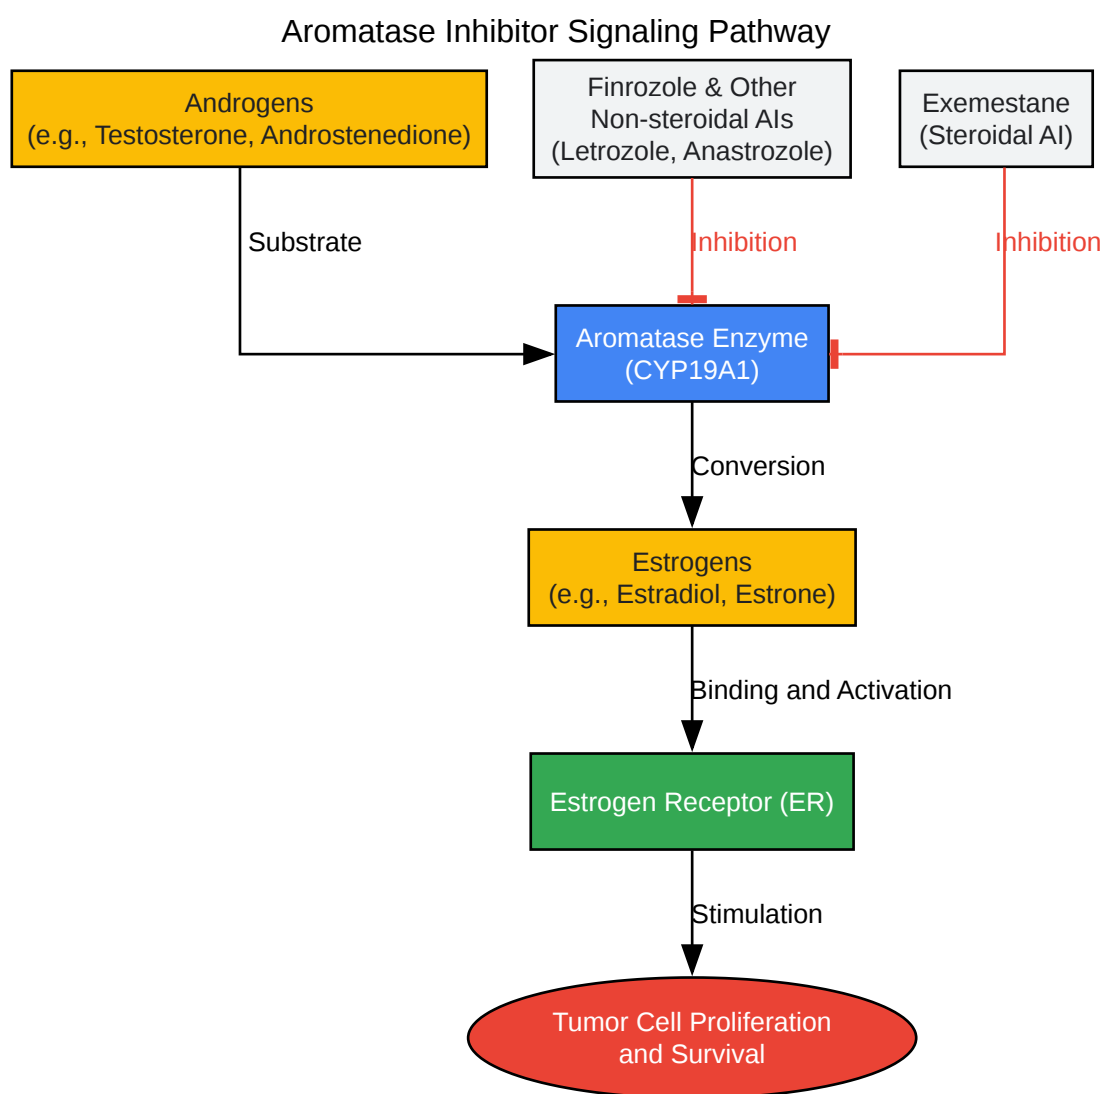 Aromatase Inhibitor Signaling Pathway
Androgens
(e.g., Testosterone, Androstenedione)
Finrozole & Other
Non-steroidal AIs
(Letrozole, Anastrozole)
Exemestane
(Steroidal AI)
Substrate
Inhibition
Inhibition
Aromatase Enzyme
(CYP19A1)
Conversion
Estrogens
(e.g., Estradiol, Estrone)
Binding and Activation
Estrogen Receptor (ER)
Stimulation
Tumor Cell Proliferation
and Survival